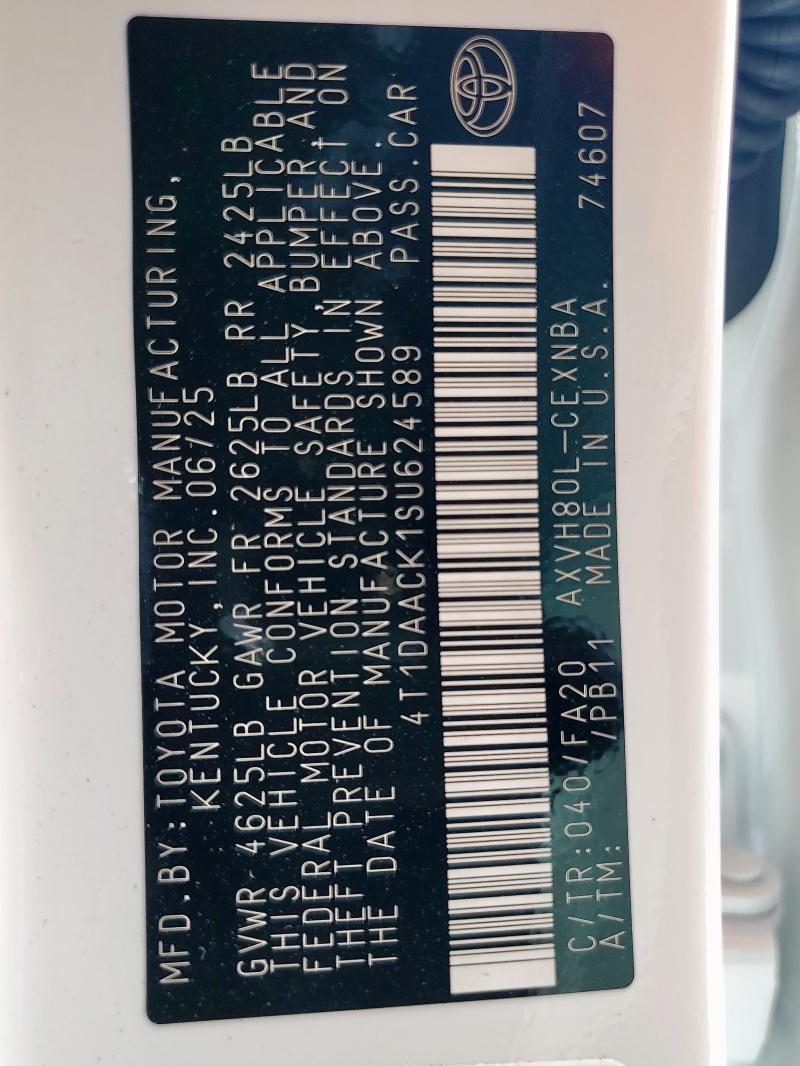 MFD.BY:TOYOTA MOTOR MANUFACTURING,
KENTUCKY,INC.06/25
GVWR 4625LB GAWR FR 2625LB RR 2425LB
THIS VEHICLE CONFORMS TO ALL APPLICABLE
FEDERAL MOTOR VEHICLE SAFETY,BUMPER,AND
THEFT PREVENTION STANDARDS IN EFFECT ON
THE DATE OF MANUFACTURE SHOWN ABOVE.
4T1DAACK1SU624589 PASS.CAR
C/TR:040/FA20 AXVH80L-CEXNBA
A/TM: /PB11 MADE IN U.S.A. 74607